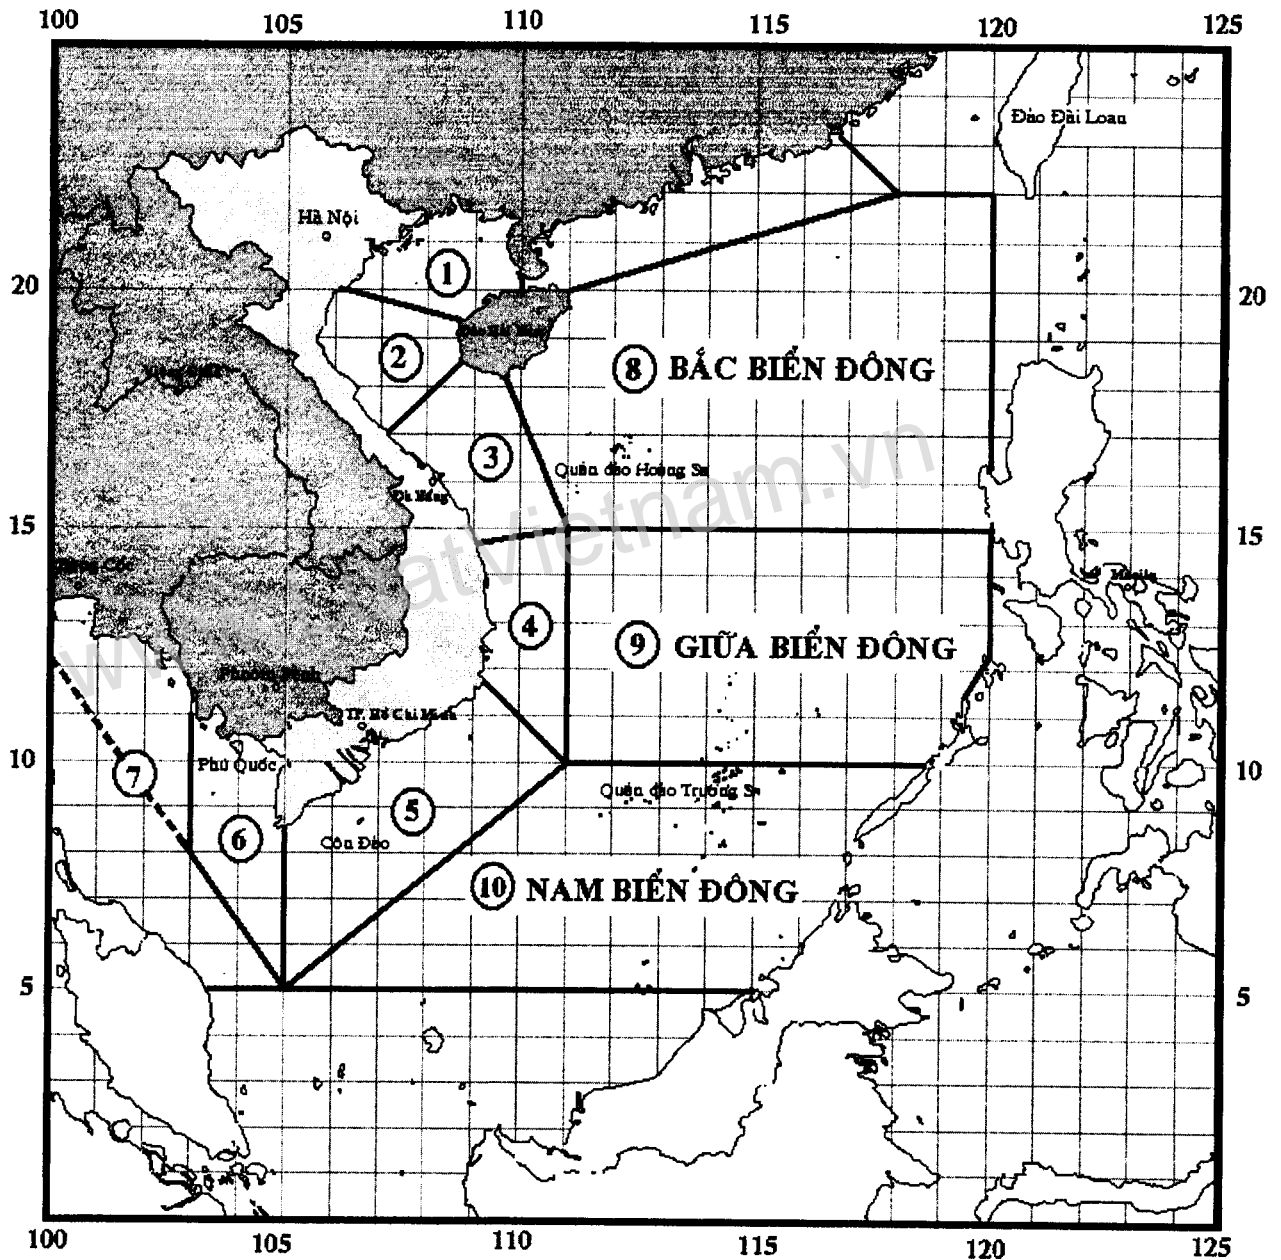 100 105 110 115 120 125
Đảo Đài Loan
Hà Nội
1
20 20
2
8 BẮC BIỂN ĐÔNG
3
Quần đảo Hoàng Sa
Đà Nẵng
15 15
Manila
4
9 GIỮA BIỂN ĐÔNG
TP. Hồ Chí Minh
Phú Quốc
10 10
7
Quần đảo Trường Sa
5
6
Côn Đảo
10 NAM BIỂN ĐÔNG
5 5
100 105 110 115 120 125